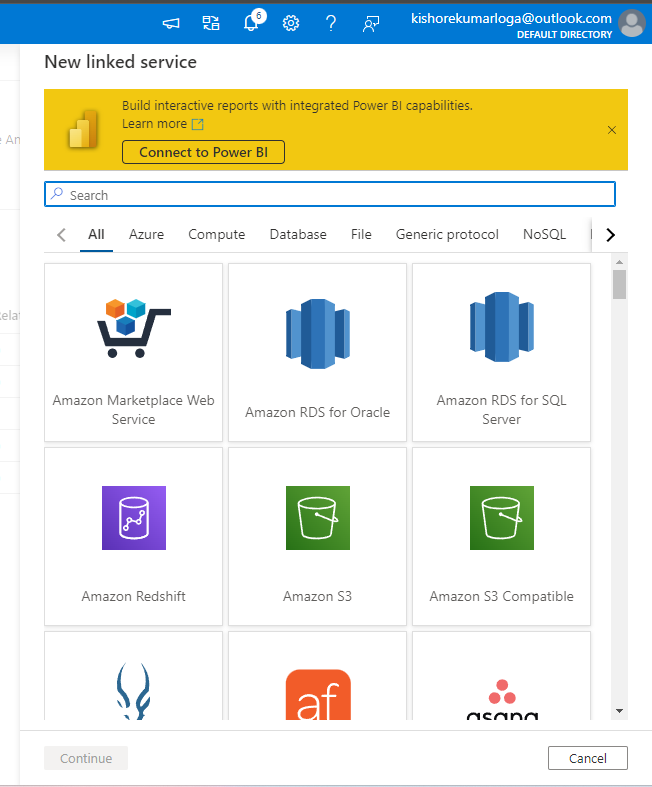 6
kishorekumarloga@outlook.com
DEFAULT DIRECTORY
New linked service
Build interactive reports with integrated Power BI capabilities.
Learn more
Connect to Power BI
Search
All Azure Compute Database File Generic protocol NoSQL
Amazon Marketplace Web
Service
Amazon RDS for Oracle
Amazon RDS for SQL
Server
Amazon Redshift
Amazon S3
Amazon S3 Compatible
af
asana
Continue
Cancel